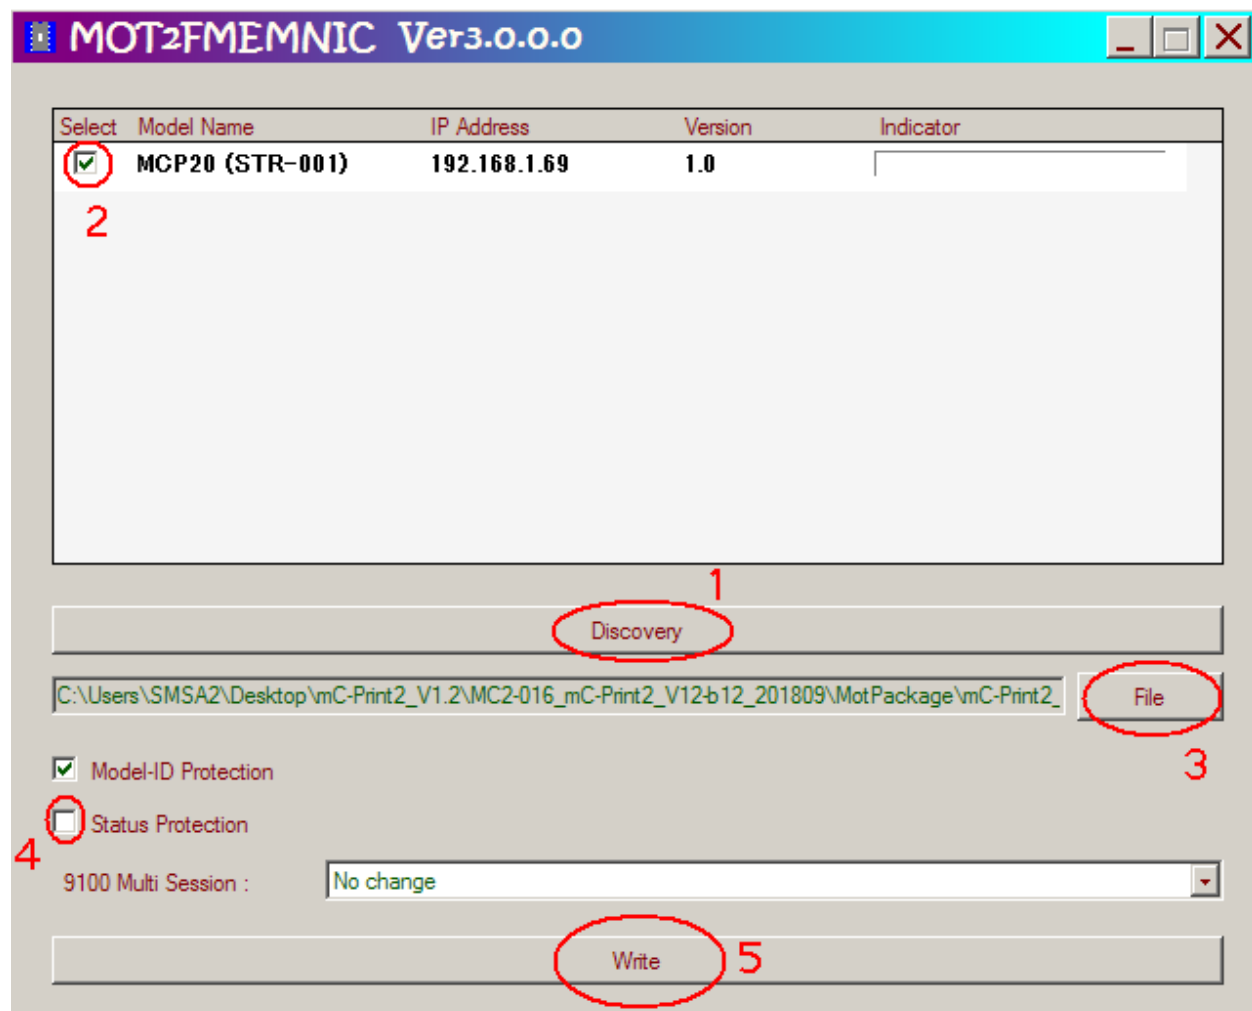 MOT2FMEMNIC Ver3.0.0.0
Select Model Name IP Address Version Indicator
MCP20 (STR-001) 192.168.1.69 1.0
2
1
Discovery
C:\Users\SMSA2\Desktop\mC-Print2_V1.2\MC2-016_mC-Print2_V12-b12_201809\MotPackage\mC-Print2_
File
3
Model-ID Protection
Status Protection
4
9100 Multi Session : No change
Write 5